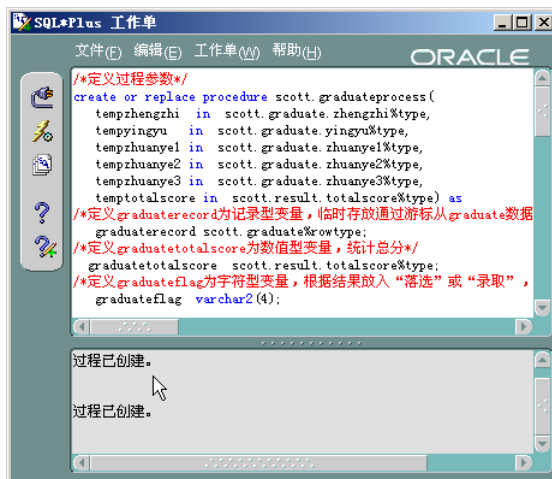 SQL*Plus 工作单
文件(F) 编辑(E) 工作单(W) 帮助(H)
ORACLE
/*定义过程参数*/
create or replace procedure scott.graduateprocess(
tempzhengzhi in scott.graduate.zhengzhi%type,
tempyingyu in scott.graduate.yingyu%type,
tempzhuanye1 in scott.graduate.zhuanye1%type,
tempzhuanye2 in scott.graduate.zhuanye2%type,
tempzhuanye3 in scott.graduate.zhuanye3%type,
temptotalscore in scott.result.totalscore%type) as
/*定义graduaterecord为记录型变量，临时存放通过游标从graduate数据
graduaterecord scott.graduate%rowtype;
/*定义graduatetotalscore为数值型变量，统计总分*/
graduatetotalscore scott.result.totalscore%type;
/*定义graduateflag为字符型变量，根据结果放入“落选”或“录取”，
graduateflag varchar2(4);
过程已创建。
过程已创建。